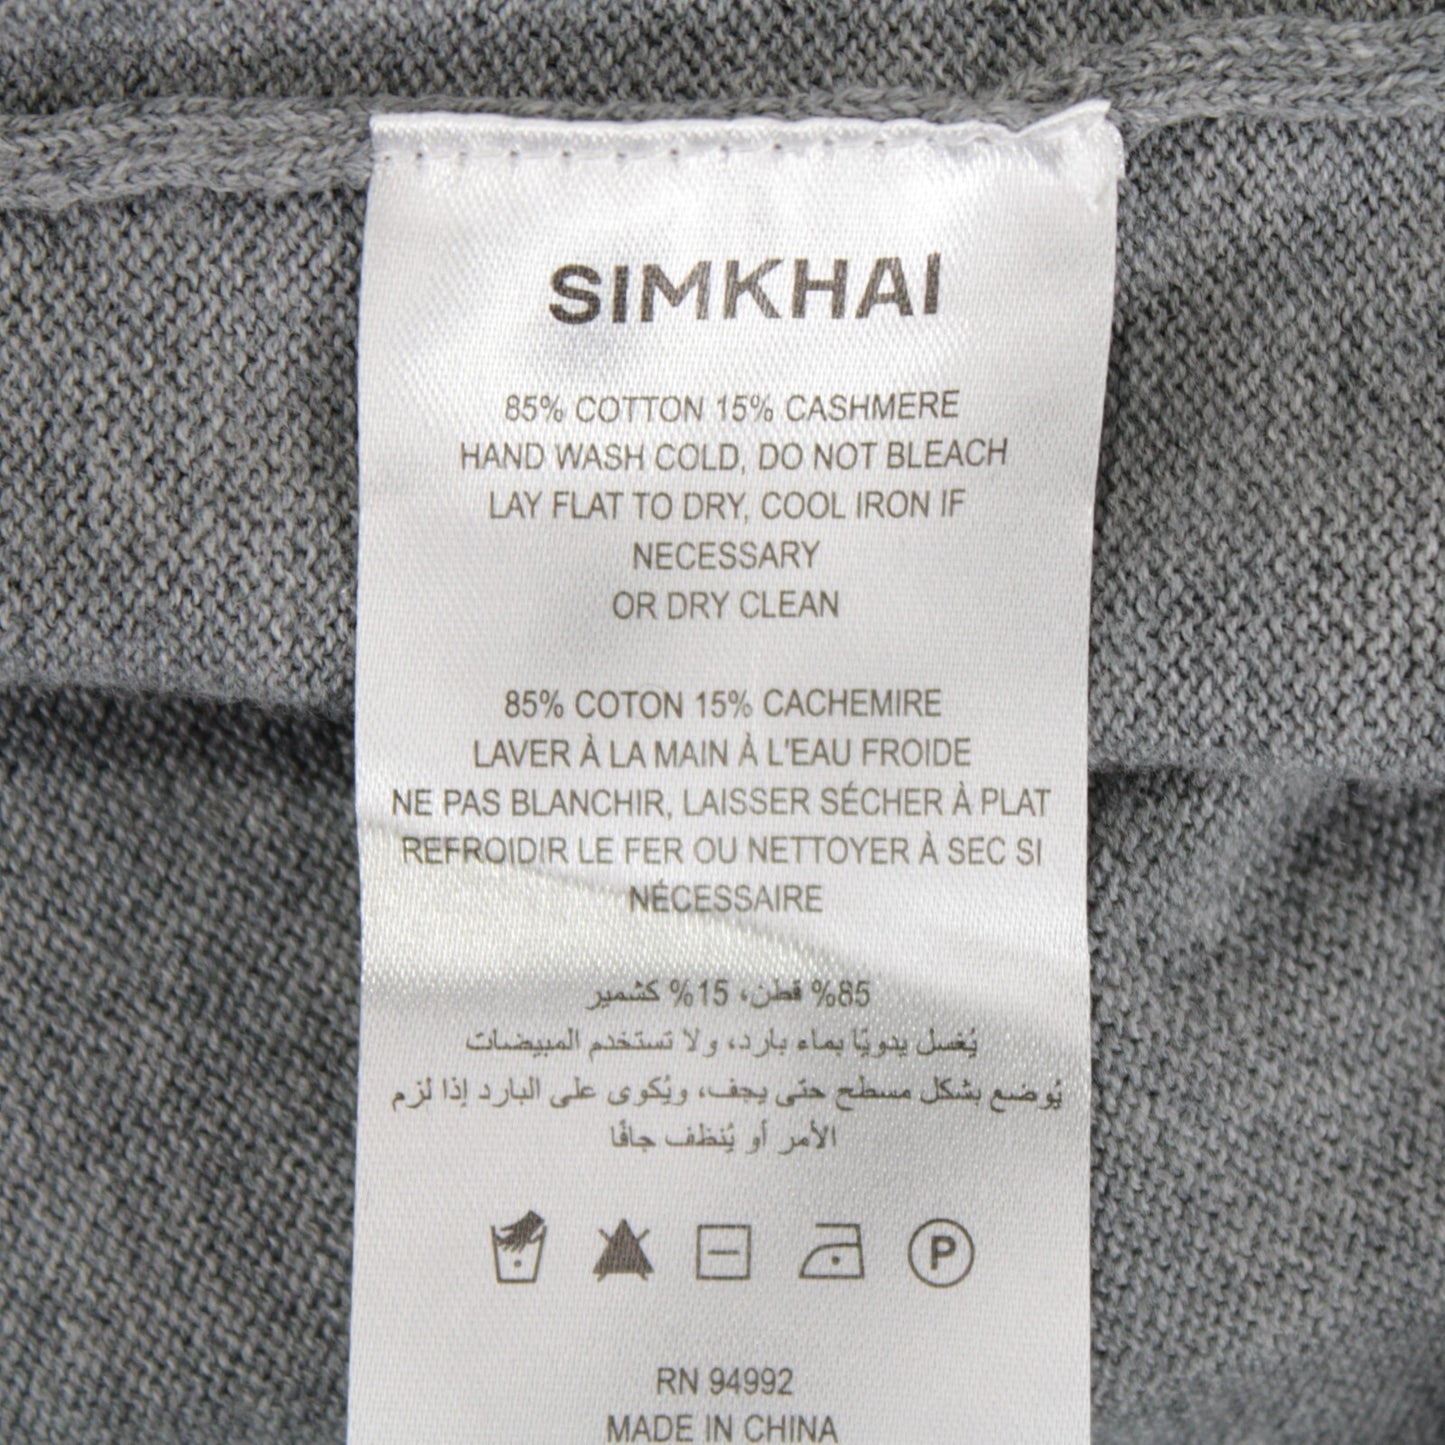 SIMKHAI
85% COTTON 15% CASHMERE
HAND WASH COLD, DO NOT BLEACH
LAY FLAT TO DRY, COOL IRON IF
NECESSARY
OR DRY CLEAN
85% COTON 15% CACHEMIRE
LAVER À LA MAIN À L'EAU FROIDE
NE PAS BLANCHIR, LAISSER SÉCHER À PLAT
REFROIDIR LE FER OU NETTOYER À SEC SI
NÉCESSAIRE
85% قطن، 15% كشمير
يُغسل يدويًا بماء بارد، ولا تستخدم المبيضات
يُوضع بشكل مسطح حتى يجف، ويُكوى على البارد إذا لزم
الأمر أو يُنظف جافًا
P
RN 94992
MADE IN CHINA